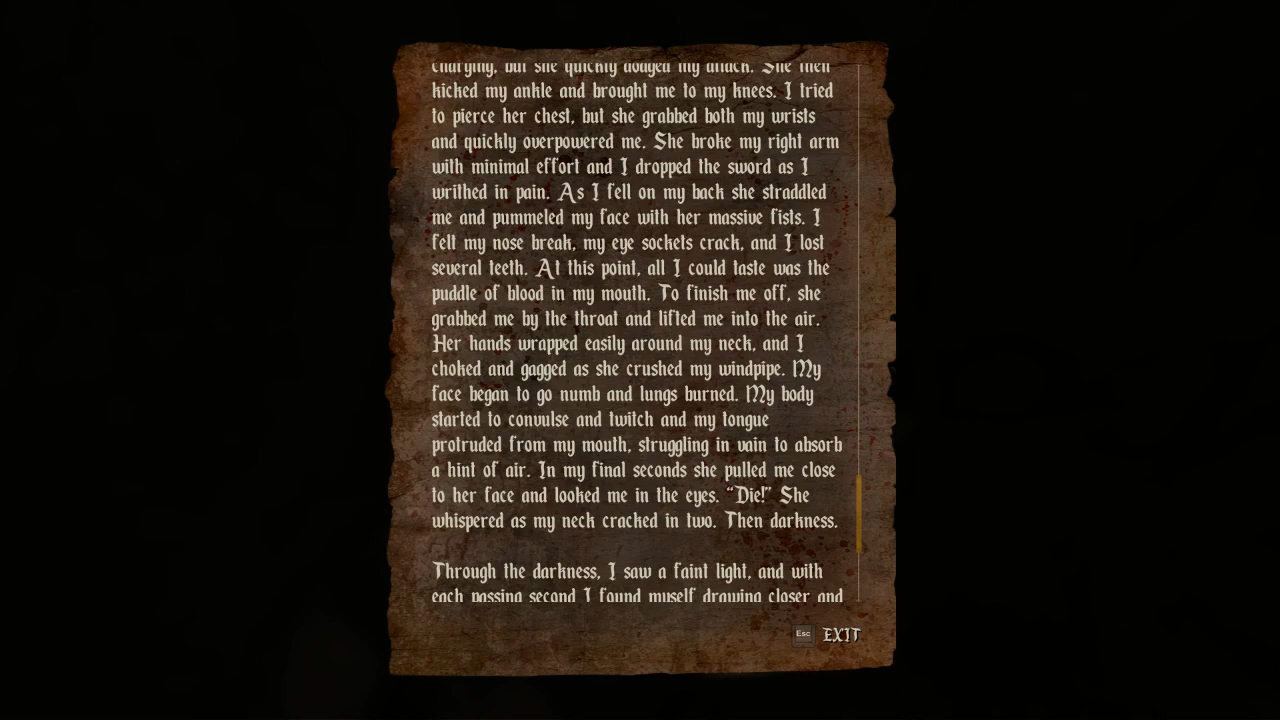 charging, but she quickly dodged my attack. She then
kicked my ankle and brought me to my knees. I tried
to pierce her chest, but she grabbed both my wrists
and quickly overpowered me. She broke my right arm
with minimal effort and I dropped the sword as I
writhed in pain. As I fell on my back she straddled
me and pummeled my face with her massive fists. I
felt my nose break, my eye sockets crack, and I lost
several teeth. At this point, all I could taste was the
puddle of blood in my mouth. To finish me off, she
grabbed me by the throat and lifted me into the air.
Her hands wrapped easily around my neck, and I
choked and gagged as she crushed my windpipe. My
face began to go numb and lungs burned. My body
started to convulse and twitch and my tongue
protruded from my mouth, struggling in vain to absorb
a hint of air. In my final seconds she pulled me close
to her face and looked me in the eyes. “Die!” She
whispered as my neck cracked in two. Then darkness.
Through the darkness, I saw a faint light, and with
each passing second I found myself drawing closer and
Esc EXIT